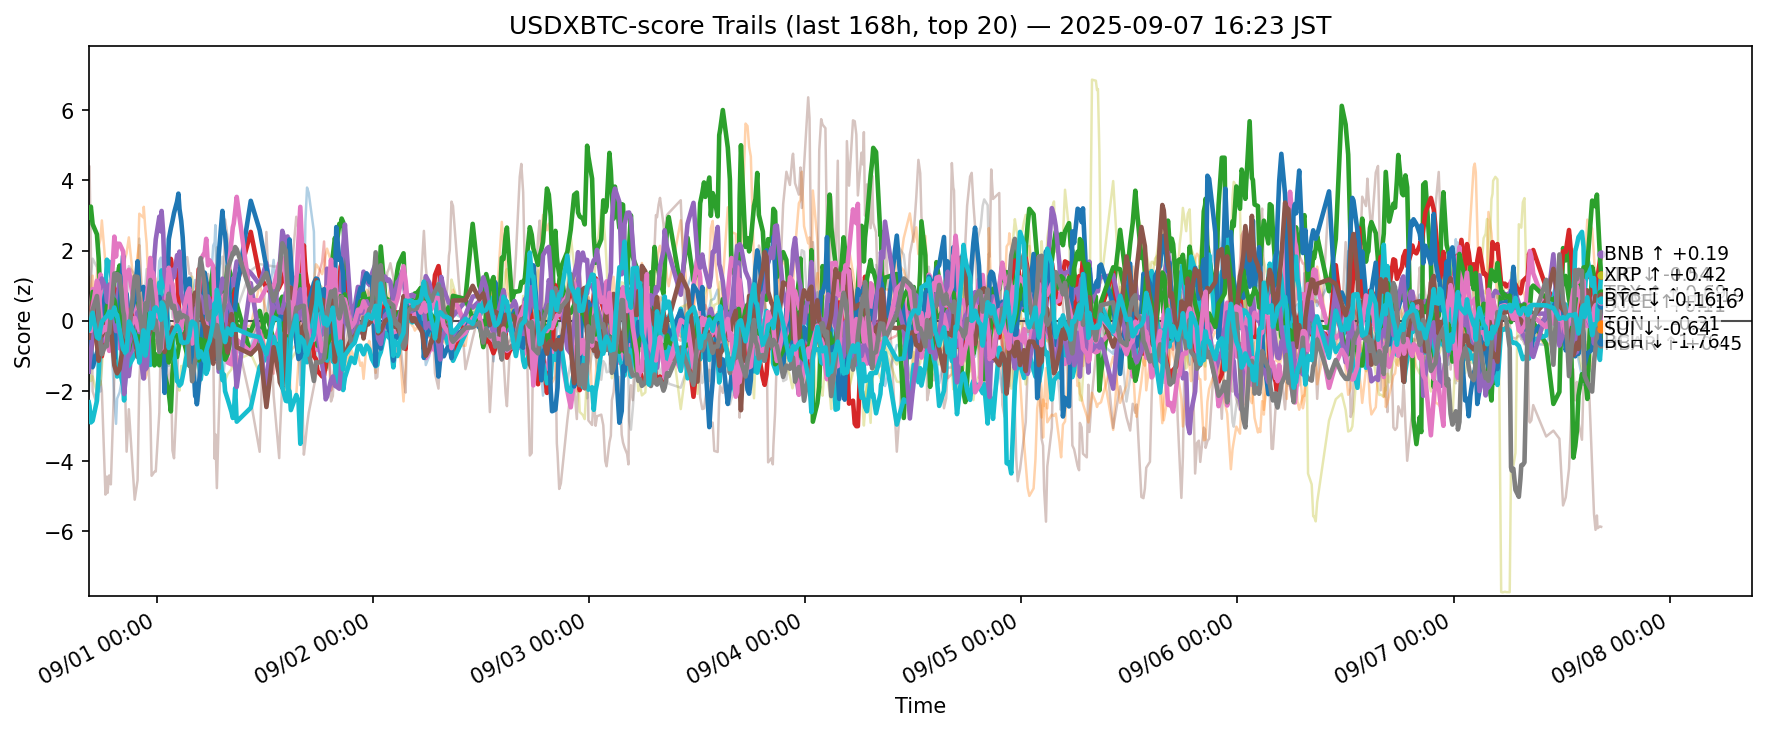 USDXBTC-score Trails (last 168h, top 20) — 2025-09-07 16:23 JST
Score (z)
6
4
2
0
−2
−4
−6
BNB ↑ +0.19
XRP ↑ +0.42
BTC ↓ -0.16
SUI ↓ -0.64
BCH ↓ -1.76
09/01 00:00
09/02 00:00
09/03 00:00
09/04 00:00
09/05 00:00
09/06 00:00
09/07 00:00
09/08 00:00
Time